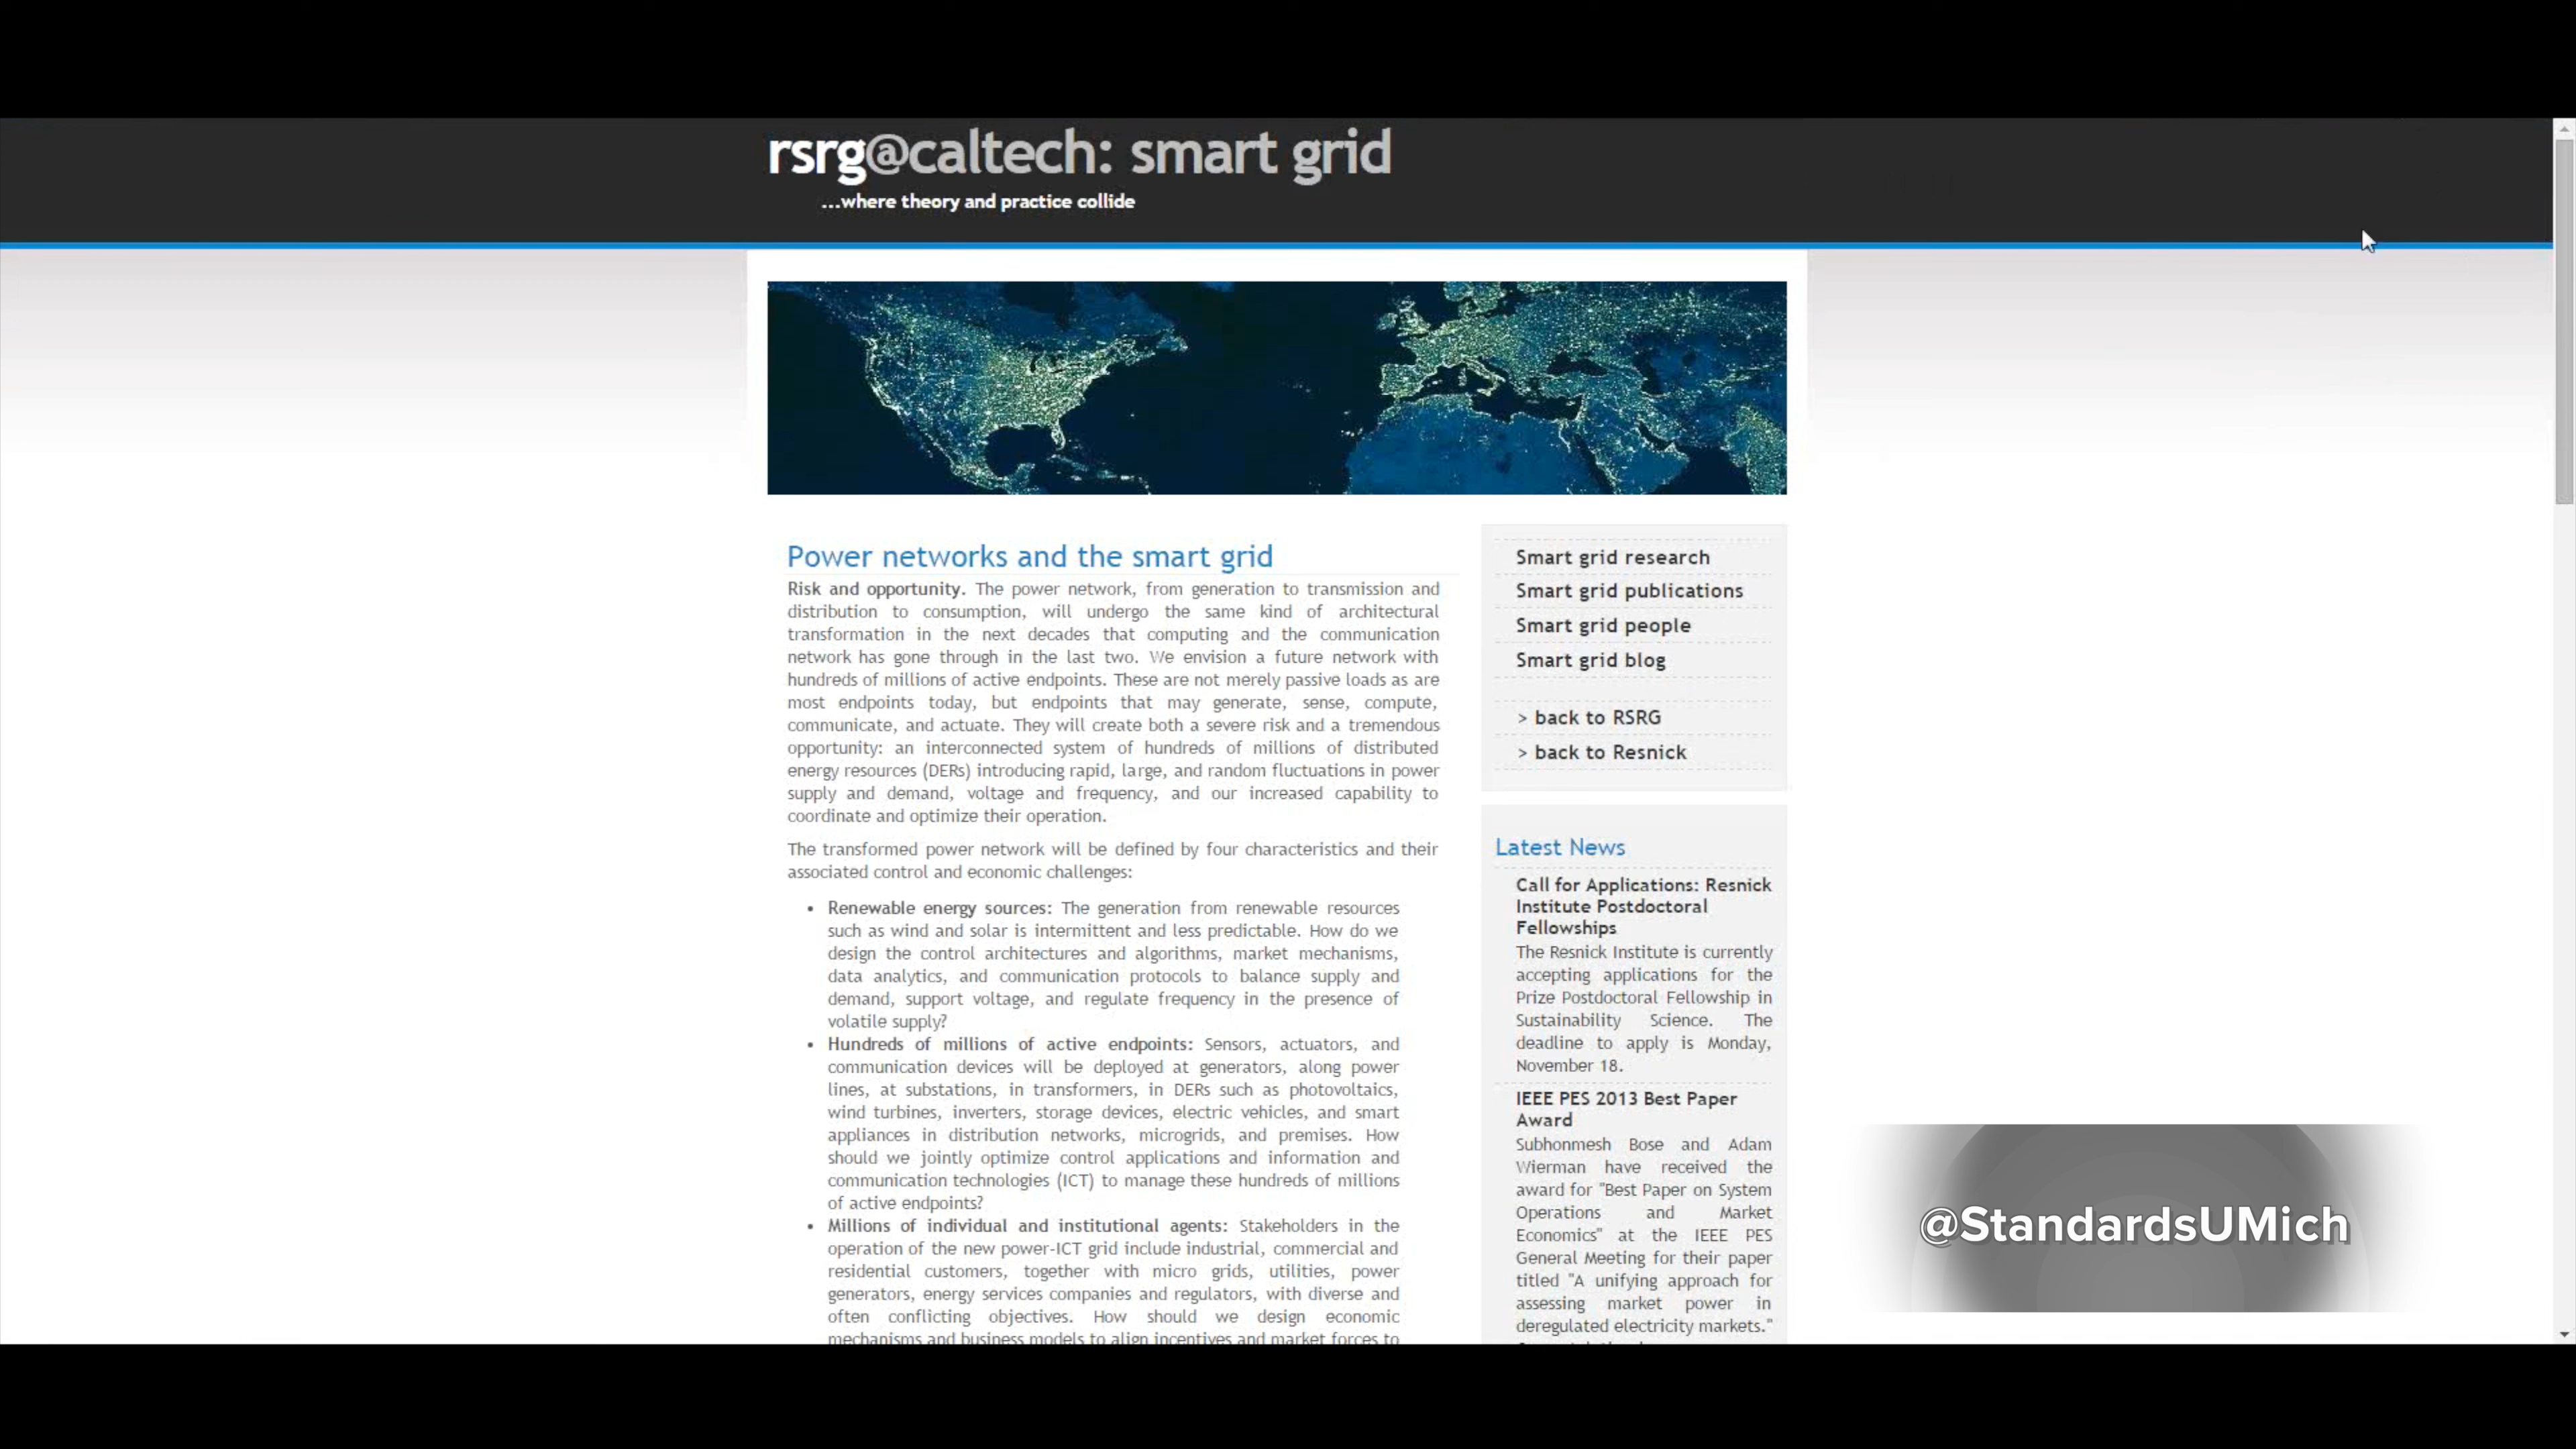 rsrg@caltech: smart grid
...where theory and practice collide
Power networks and the smart grid
Risk and opportunity. The power network, from generation to transmission and
distribution to consumption, will undergo the same kind of architectural
transformation in the next decades that computing and the communication
network has gone through in the last two. We envision a future network with
hundreds of millions of active endpoints. These are not merely passive loads as are
most endpoints today, but endpoints that may generate, sense, compute,
communicate, and actuate. They will create both a severe risk and a tremendous
opportunity: an interconnected system of hundreds of millions of distributed
energy resources (DERs) introducing rapid, large, and random fluctuations in power
supply and demand, voltage and frequency, and our increased capability to
coordinate and optimize their operation.
The transformed power network will be defined by four characteristics and their
associated control and economic challenges:
• Renewable energy sources: The generation from renewable resources
such as wind and solar is intermittent and less predictable. How do we
design the control architectures and algorithms, market mechanisms,
data analytics, and communication protocols to balance supply and
demand, support voltage, and regulate frequency in the presence of
volatile supply?
• Hundreds of millions of active endpoints: Sensors, actuators, and
communication devices will be deployed at generators, along power
lines, at substations, in transformers, in DERs such as photovoltaics,
wind turbines, inverters, storage devices, electric vehicles, and smart
appliances in distribution networks, microgrids, and premises. How
should we jointly optimize control applications and information and
communication technologies (ICT) to manage these hundreds of millions
of active endpoints?
• Millions of individual and institutional agents: Stakeholders in the
operation of the new power-ICT grid include industrial, commercial and
residential customers, together with micro grids, utilities, power
generators, energy services companies and regulators, with diverse and
often conflicting objectives. How should we design economic
mechanisms and business models to align incentives and market forces to
Smart grid research
Smart grid publications
Smart grid people
Smart grid blog
> back to RSRG
> back to Resnick
Latest News
Call for Applications: Resnick
Institute Postdoctoral
Fellowships
The Resnick Institute is currently
accepting applications for the
Prize Postdoctoral Fellowship in
Sustainability Science. The
deadline to apply is Monday,
November 18.
IEEE PES 2013 Best Paper
Award
Subhonmesh Bose and Adam
Wierman have received the
award for "Best Paper on System
Operations and Market
Economics" at the IEEE PES
General Meeting for their paper
titled "A unifying approach for
assessing market power in
deregulated electricity markets."
@StandardsUMich